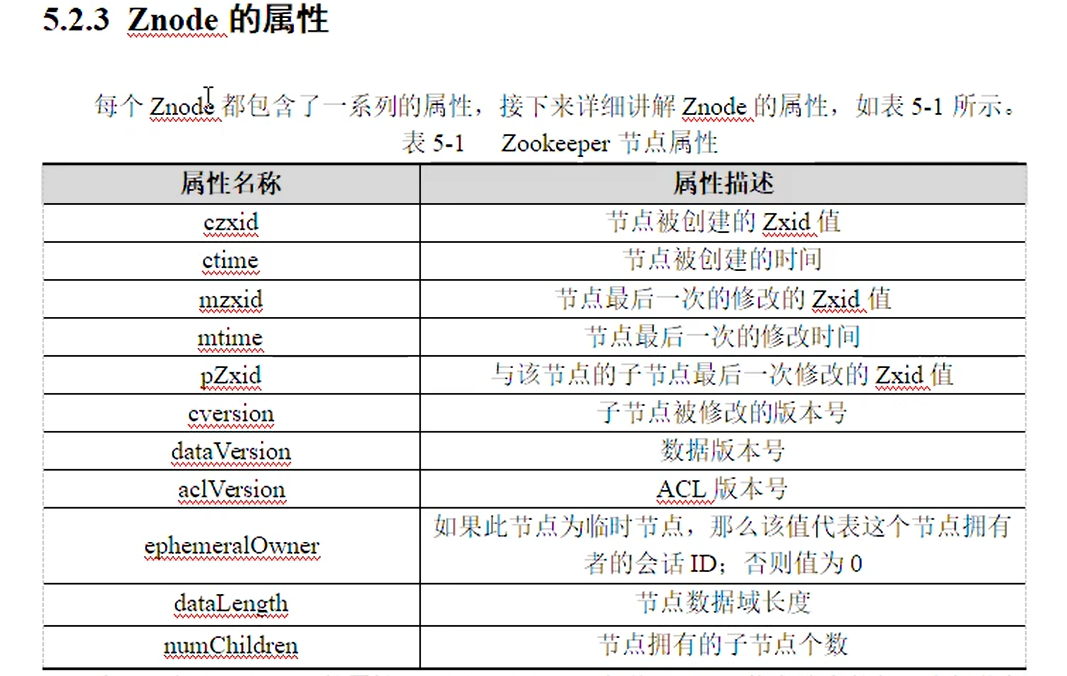 5.2.3 Znode 的属性
每个 Znode 都包含了一系列的属性，接下来详细讲解 Znode 的属性，如表 5-1 所示。
表 5-1 Zookeeper 节点属性
属性名称 属性描述
czxid 节点被创建的 Zxid 值
ctime 节点被创建的时间
mzxid 节点最后一次的修改的 Zxid 值
mtime 节点最后一次的修改时间
pZxid 与该节点的子节点最后一次修改的 Zxid 值
cversion 子节点被修改的版本号
dataVersion 数据版本号
aclVersion ACL 版本号
ephemeralOwner 如果此节点为临时节点，那么该值代表这个节点拥有
者的会话 ID；否则值为 0
dataLength 节点数据域长度
numChildren 节点拥有的子节点个数